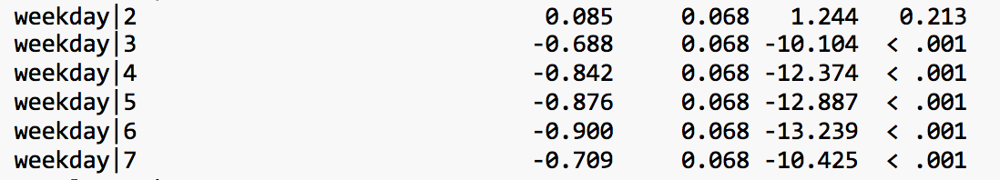 weekday|2 0.085 0.068 1.244 0.213
weekday|3 -0.688 0.068 -10.104 < .001
weekday|4 -0.842 0.068 -12.374 < .001
weekday|5 -0.876 0.068 -12.887 < .001
weekday|6 -0.900 0.068 -13.239 < .001
weekday|7 -0.709 0.068 -10.425 < .001